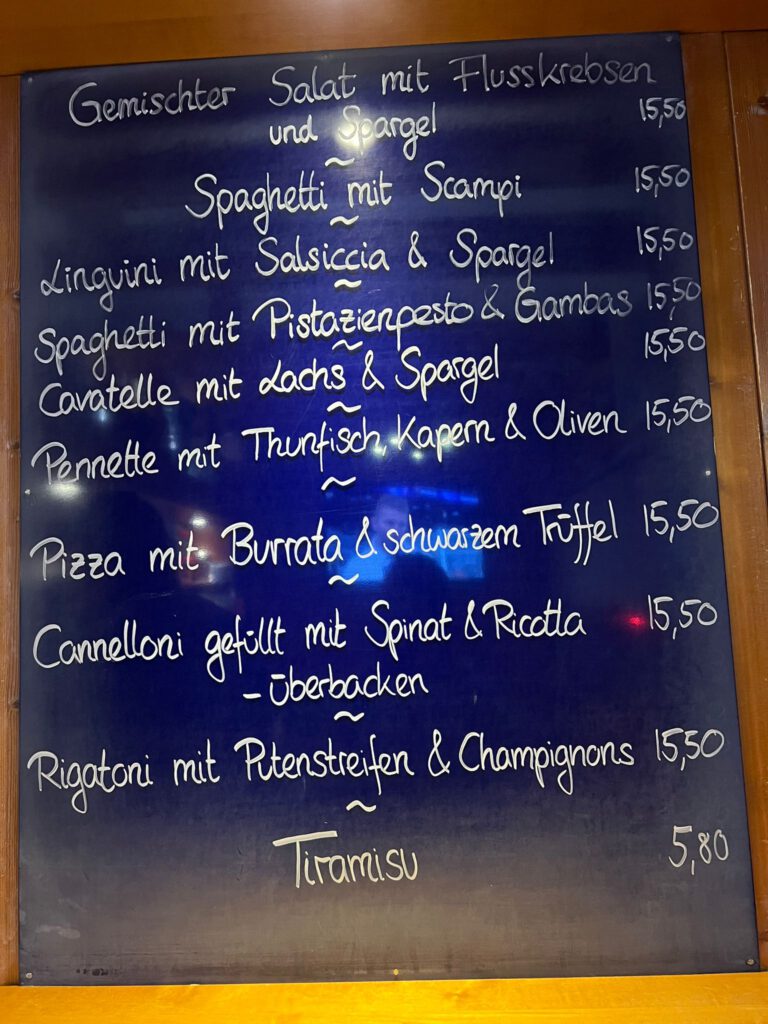 Gemischter Salat mit Flusskrebsen
und Spargel 15,50
~
Spaghetti mit Scampi 15,50
~
Linguini mit Salsiccia & Spargel 15,50
~
Spaghetti mit Pistazienpesto & Gambas 15,50
~
Cavatelle mit Lachs & Spargel 15,50
~
Pennette mit Thunfisch, Kapern & Oliven 15,50
~
Pizza mit Burrata & schwarzem Trüffel 15,50
~
Cannelloni gefüllt mit Spinat & Ricotta 15,50
- überbacken
~
Rigatoni mit Putenstreifen & Champignons 15,50
~
Tiramisu 5,80